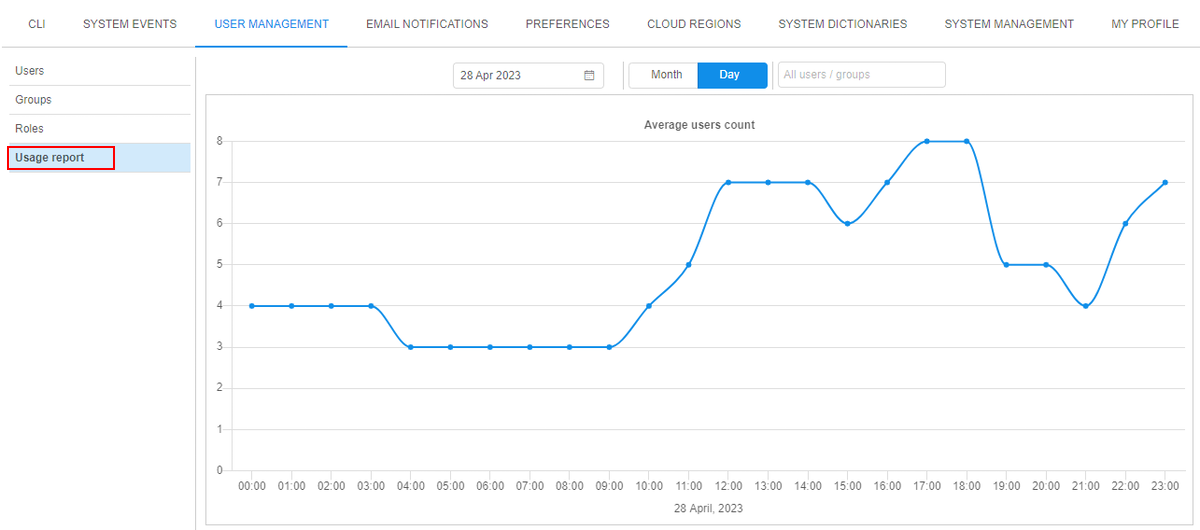 CLI SYSTEM EVENTS USER MANAGEMENT EMAIL NOTIFICATIONS PREFERENCES CLOUD REGIONS SYSTEM DICTIONARIES SYSTEM MANAGEMENT MY PROFILE
Users
Groups
Roles
Usage report
28 Apr 2023 Month Day All users / groups
Average users count
8
7
6
5
4
3
2
1
0
00:00 01:00 02:00 03:00 04:00 05:00 06:00 07:00 08:00 09:00 10:00 11:00 12:00 13:00 14:00 15:00 16:00 17:00 18:00 19:00 20:00 21:00 22:00 23:00
28 April, 2023